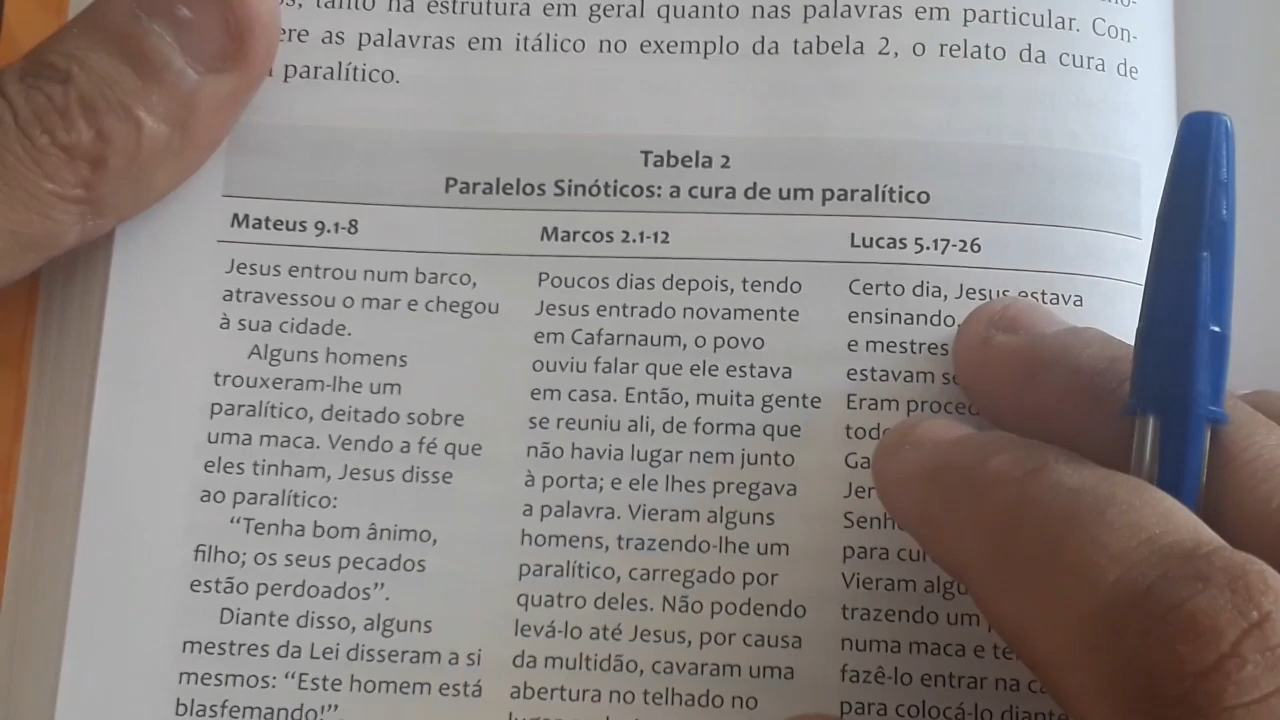 tanto na estrutura em geral quanto nas palavras em particular. Con-
as palavras em itálico no exemplo da tabela 2, o relato da cura de
paralítico.
Tabela 2
Paralelos Sinóticos: a cura de um paralítico
Mateus 9.1-8
Jesus entrou num barco,
atravessou o mar e chegou
à sua cidade.
Alguns homens
trouxeram-lhe um
paralítico, deitado sobre
uma maca. Vendo a fé que
eles tinham, Jesus disse
ao paralítico:
“Tenha bom ânimo,
filho; os seus pecados
estão perdoados”.
Diante disso, alguns
mestres da Lei disseram a si
mesmos: “Este homem está
blasfemando!”
Marcos 2.1-12
Poucos dias depois, tendo
Jesus entrado novamente
em Cafarnaum, o povo
ouviu falar que ele estava
em casa. Então, muita gente
se reuniu ali, de forma que
não havia lugar nem junto
à porta; e ele lhes pregava
a palavra. Vieram alguns
homens, trazendo-lhe um
paralítico, carregado por
quatro deles. Não podendo
levá-lo até Jesus, por causa
da multidão, cavaram uma
abertura no telhado no
Lucas 5.17-26
Certo dia, Jesus estava
ensinando,
e mestres
estavam
Eram
para
Vieram
trazendo um
numa maca e
fazê-lo entrar na
para colocá-lo diante